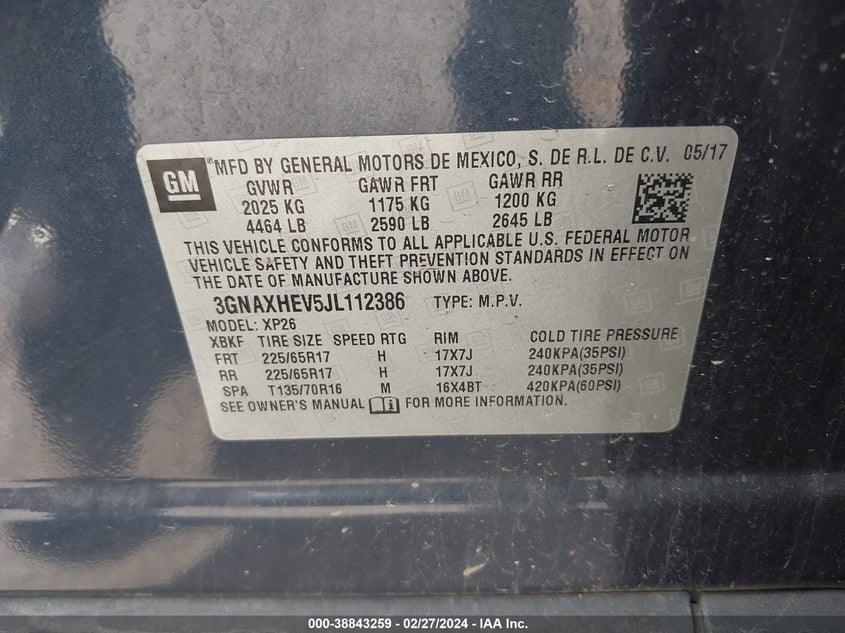 GM *MFD BY GENERAL MOTORS DE MEXICO, S. DE R.L. DE C.V. 05/17
GVWR GAWR FRT GAWR RR
2025 KG 1175 KG 1200 KG
4464 LB 2590 LB 2645 LB
THIS VEHICLE CONFORMS TO ALL APPLICABLE U.S. FEDERAL MOTOR
VEHICLE SAFETY AND THEFT PREVENTION STANDARDS IN EFFECT ON
THE DATE OF MANUFACTURE SHOWN ABOVE.
3GNAXHEV5JL112386 TYPE: M.P.V.
MODEL: XP26
XBKF TIRE SIZE SPEED RTG RIM COLD TIRE PRESSURE
FRT 225/65R17 H 17X7J 240KPA(35PSI)
RR 225/65R17 H 17X7J 240KPA(35PSI)
SPA T135/70R16 M 16X4BT 420KPA(60PSI)
SEE OWNER'S MANUAL FOR MORE INFORMATION.
000-38843259 - 02/27/2024 - IAA Inc.